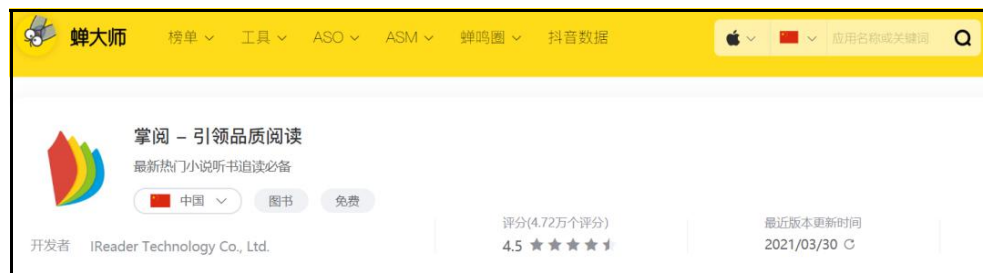 蝉大师 榜单 工具 ASO ASM 蝉鸣圈 抖音数据 应用名称或关键词
掌阅 – 引领品质阅读
最新热门小说听书追读必备
中国 图书 免费
评分(4.72万个评分) 最近版本更新时间
开发者 IReader Technology Co., Ltd. 4.5 2021/03/30